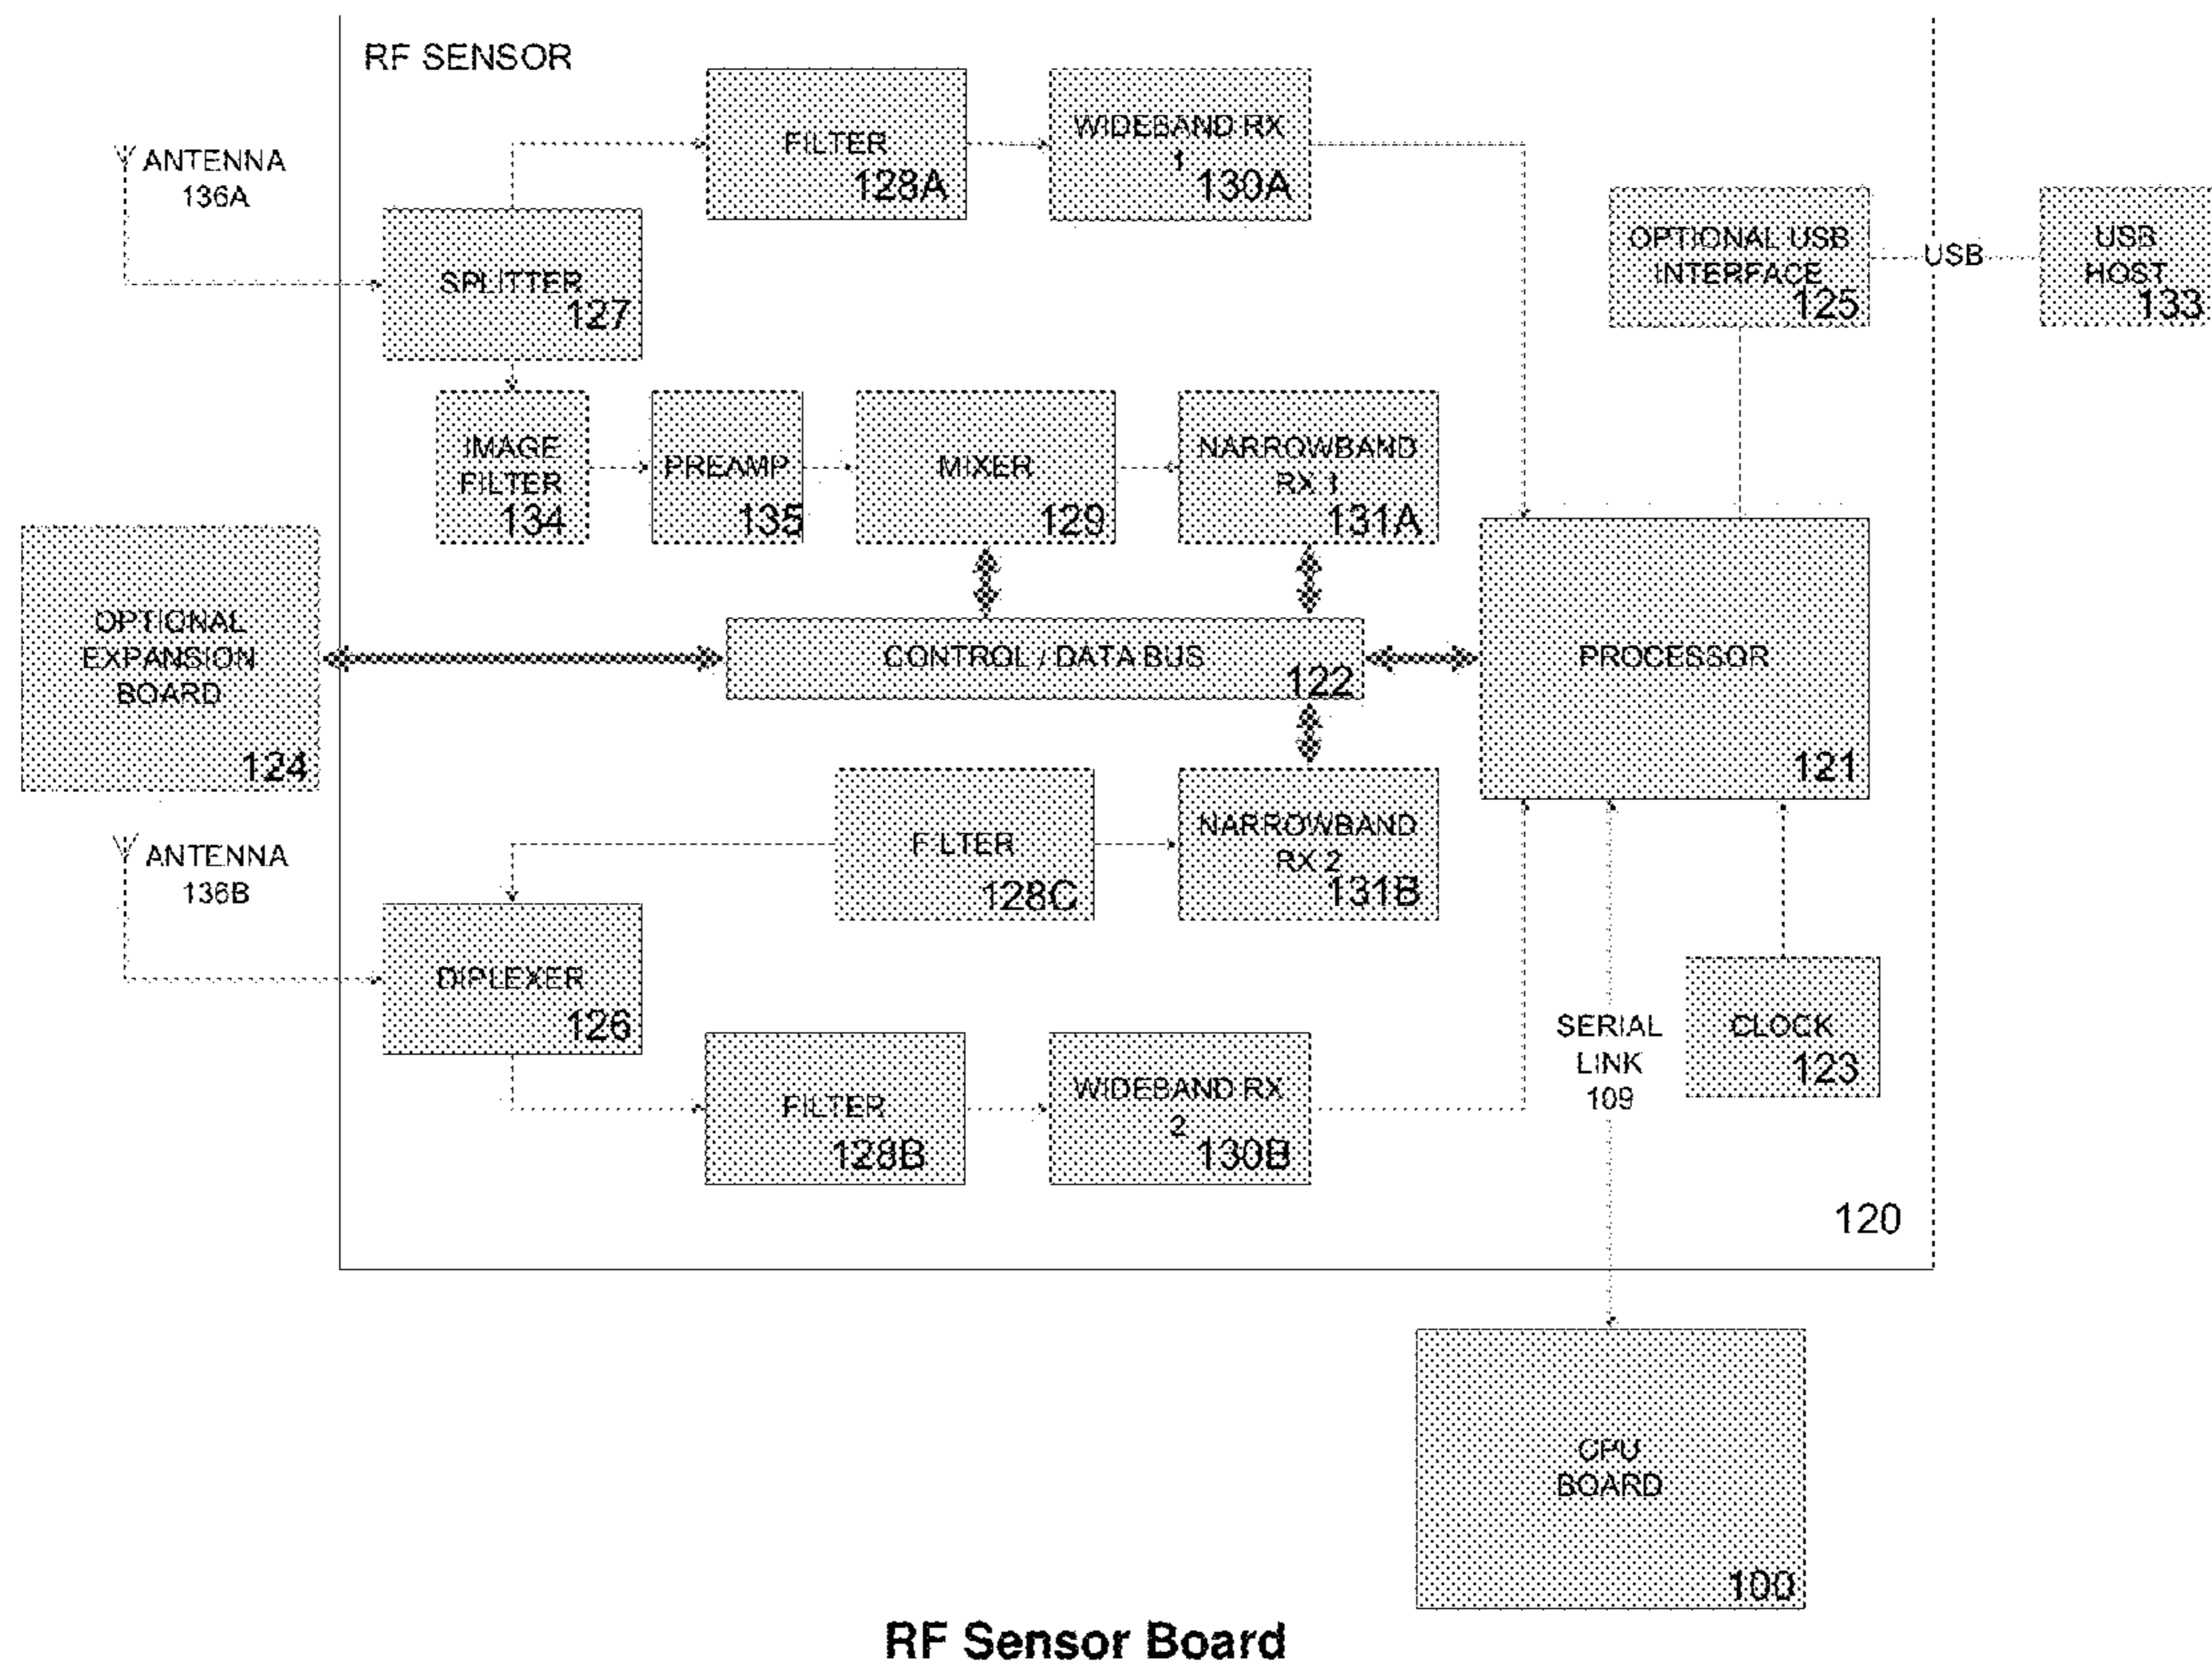 RF SENSOR
ANTENNA
136A
FILTER
128A
WIDEBAND RX
1
130A
SPLITTER
127
OPTIONAL USB
INTERFACE
125
USB
USB
HOST
133
IMAGE
FILTER
134
PREAMP
135
MIXER
129
NARROWBAND
RX 1
131A
OPTIONAL
EXPANSION
BOARD
124
CONTROL / DATA BUS
122
PROCESSOR
121
ANTENNA
136B
FILTER
128C
NARROWBAND
RX 2
131B
DIPLEXER
126
FILTER
128B
WIDEBAND RX
2
130B
SERIAL
LINK
109
CLOCK
123
120
CPU
BOARD
100
RF Sensor Board